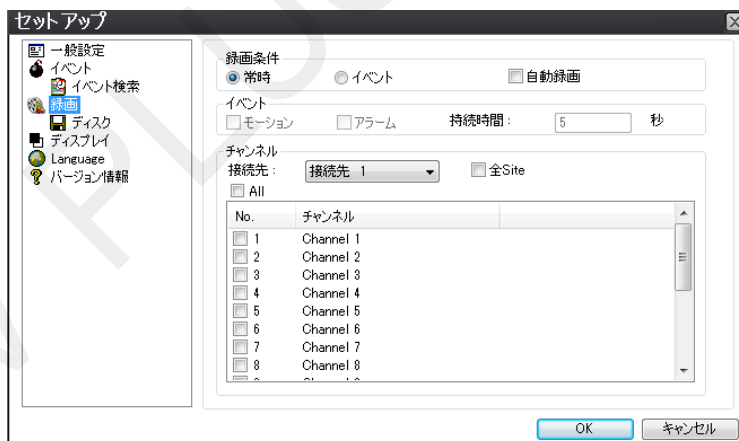 セットアップ
一般設定
イベント
イベント検索
録画
ディスク
ディスプレイ
Language
バージョン情報
録画条件
常時 イベント 自動録画
イベント
モーション アラーム 持続時間: 5 秒
チャンネル
接続先: 接続先 1 全Site
All
No. チャンネル
1 Channel 1
2 Channel 2
3 Channel 3
4 Channel 4
5 Channel 5
6 Channel 6
7 Channel 7
8 Channel 8
OK キャンセル